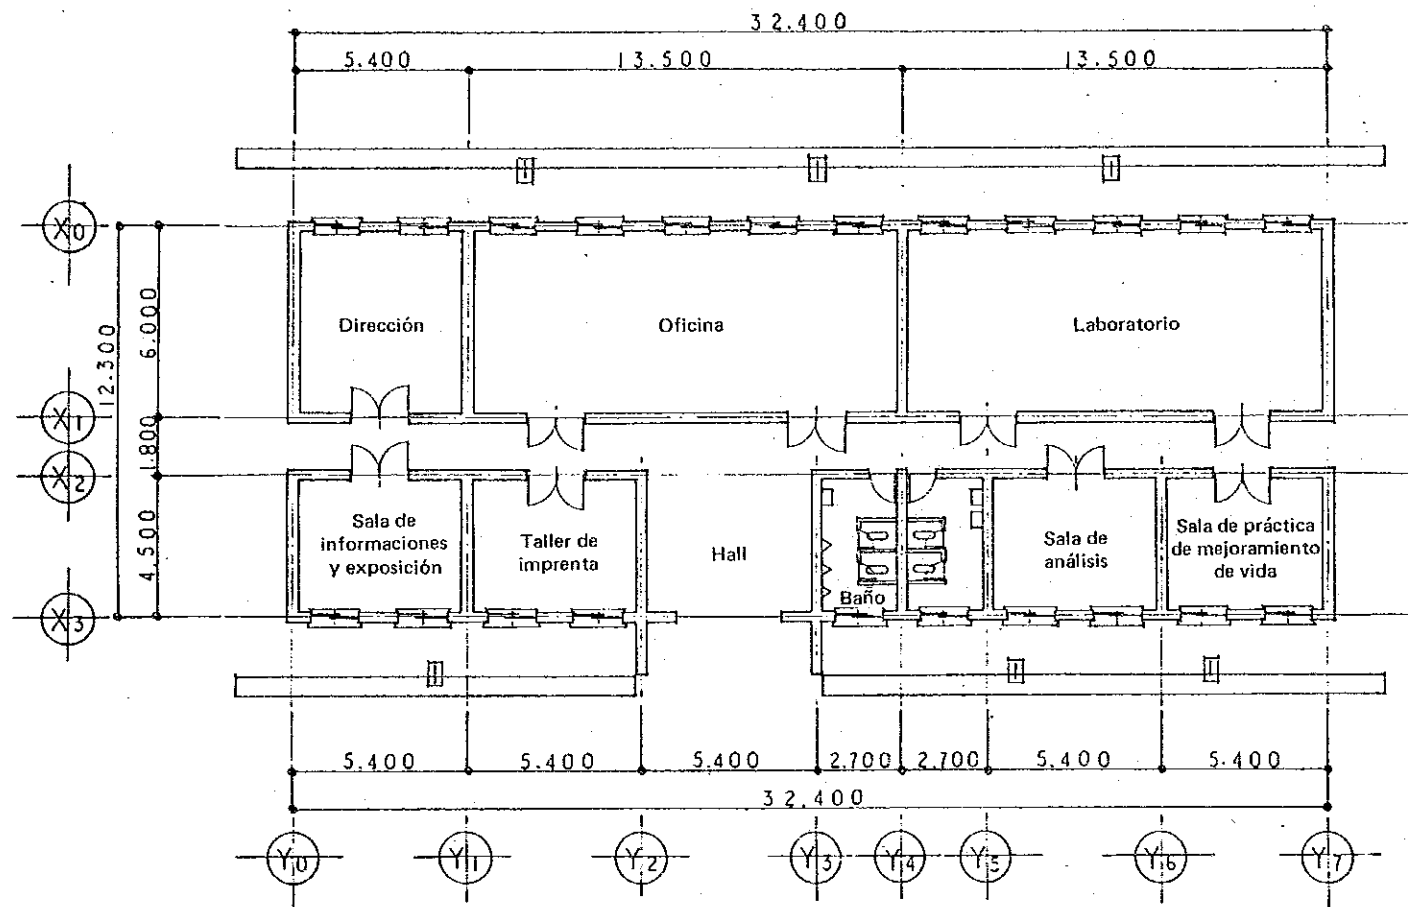 32.400
5.400 13.500 13.500
X0
X1
X2
X3
12.300
6.000
1.800
4.500
Dirección Oficina Laboratorio
Sala de
informaciones
y exposición
Taller de
imprenta
Hall
Baño
Sala de
análisis
Sala de práctica
de mejoramiento
de vida
5.400 5.400 5.400 2.700 2.700 5.400 5.400
32.400
Y0 Y1 Y2 Y3 Y4 Y5 Y6 Y7